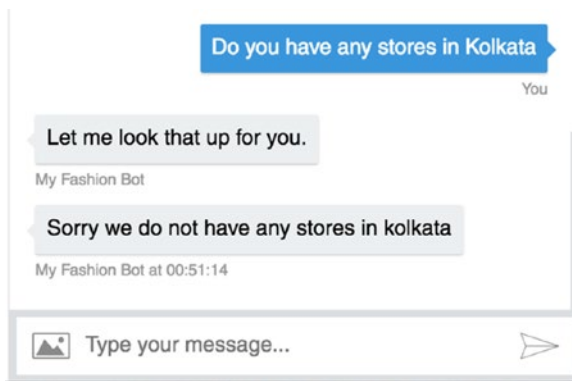 Do you have any stores in Kolkata
You
Let me look that up for you.
My Fashion Bot
Sorry we do not have any stores in kolkata
My Fashion Bot at 00:51:14
Type your message...